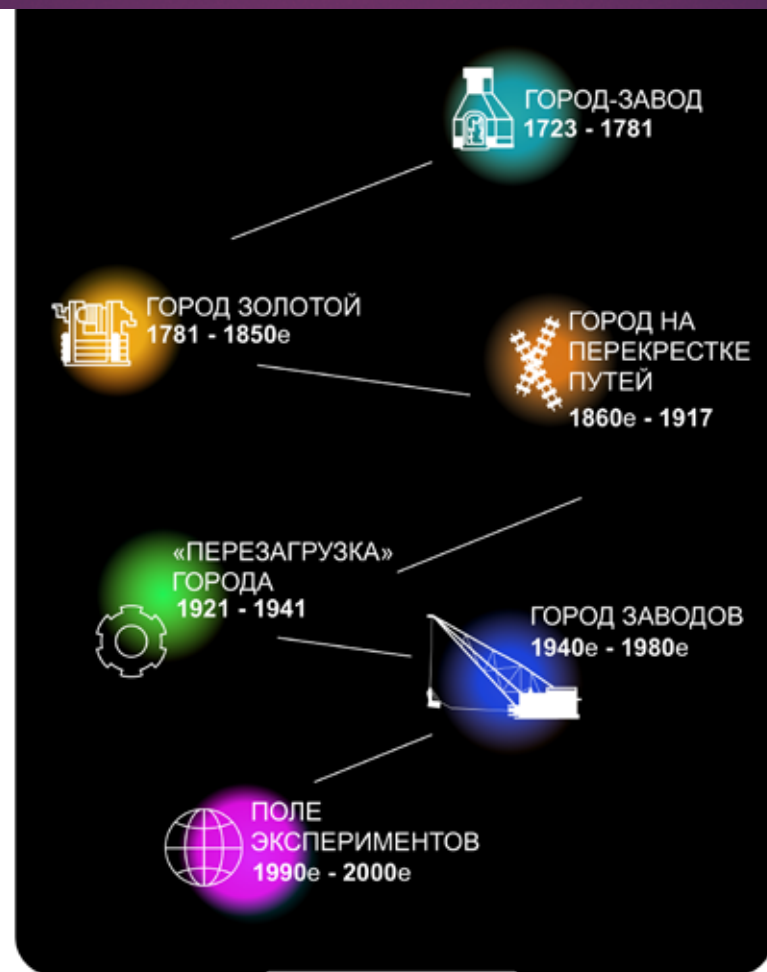 ГОРОД-ЗАВОД
1723 - 1781
ГОРОД ЗОЛОТОЙ
1781 - 1850е
ГОРОД НА
ПЕРЕКРЕСТКЕ
ПУТЕЙ
1860е - 1917
«ПЕРЕЗАГРУЗКА»
ГОРОДА
1921 - 1941
ГОРОД ЗАВОДОВ
1940е - 1980е
ПОЛЕ
ЭКСПЕРИМЕНТОВ
1990е - 2000е